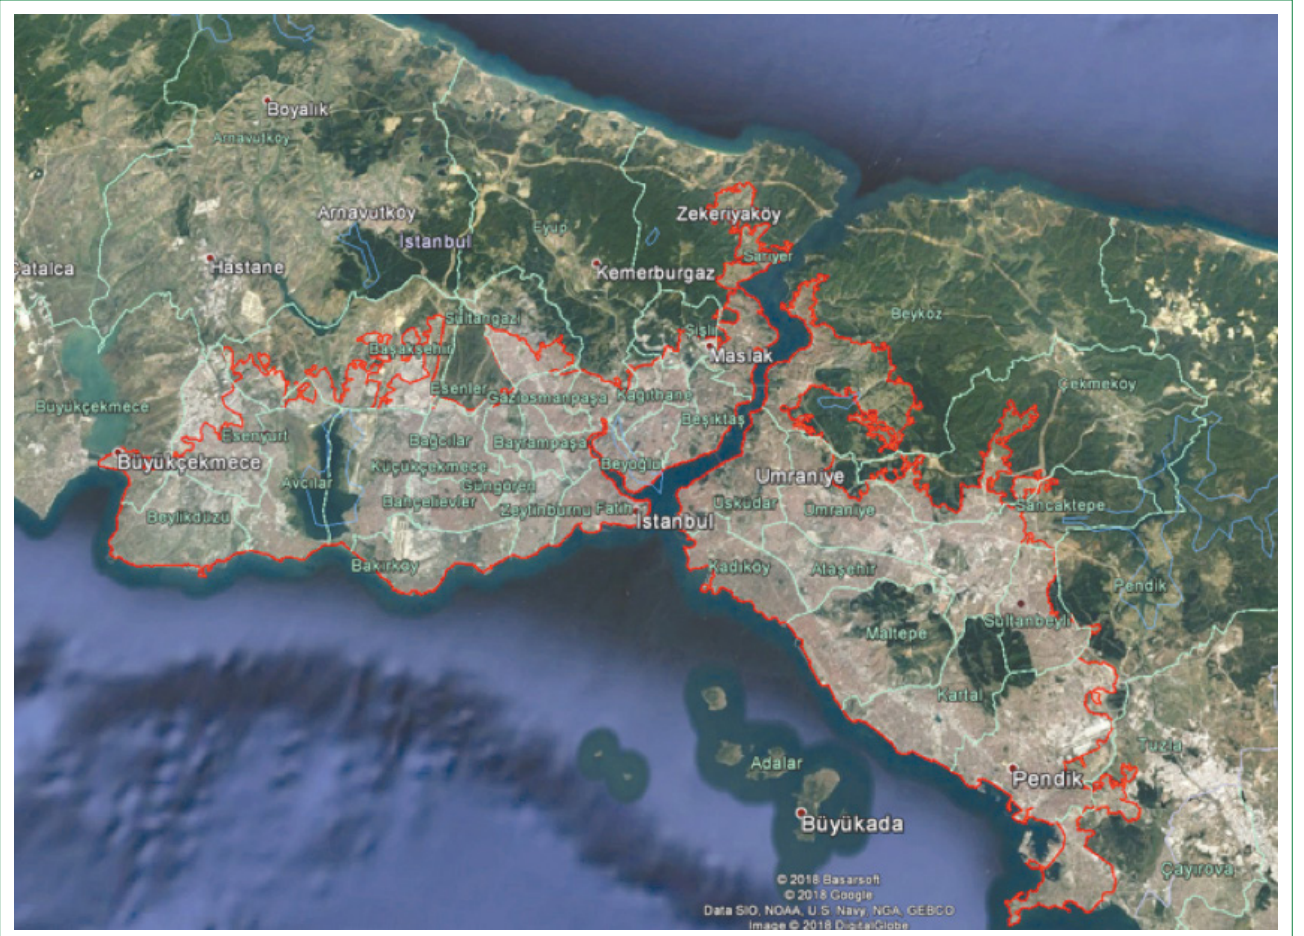 Boyalık
Arnavutköy
Arnavutköy
İstanbul
Eyüp
Zekeriyaköy
Sarıyer
Çatalca
Hastane
Kemerburgaz
Beykoz
Sultangazi
Şişli
Maslak
Başakşehir
Çekmeköy
Esenler
Gaziosmanpaşa
Kağıthane
Büyükçekmece
Beşiktaş
Esenyurt
Bağcılar
Bayrampaşa
Büyükçekmece
Küçükçekmece
Beyoğlu
Ümraniye
Avcılar
Güngören
Bahçelievler
Üsküdar
Ümraniye
Sancaktepe
Beylikdüzü
Zeytinburnu
Fatih
İstanbul
Bakırköy
Kadıköy
Ataşehir
Pendik
Sultanbeyli
Maltepe
Kartal
Tuzla
Adalar
Pendik
Büyükada
Çayırova
© 2018 Basarsoft
© 2018 Google
Data SIO, NOAA, U.S. Navy, NGA, GEBCO
Image © 2018 DigitalGlobe